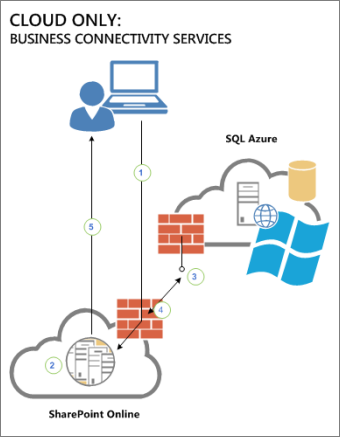 CLOUD ONLY:
BUSINESS CONNECTIVITY SERVICES
SQL Azure
1
5
3
4
2
SharePoint Online